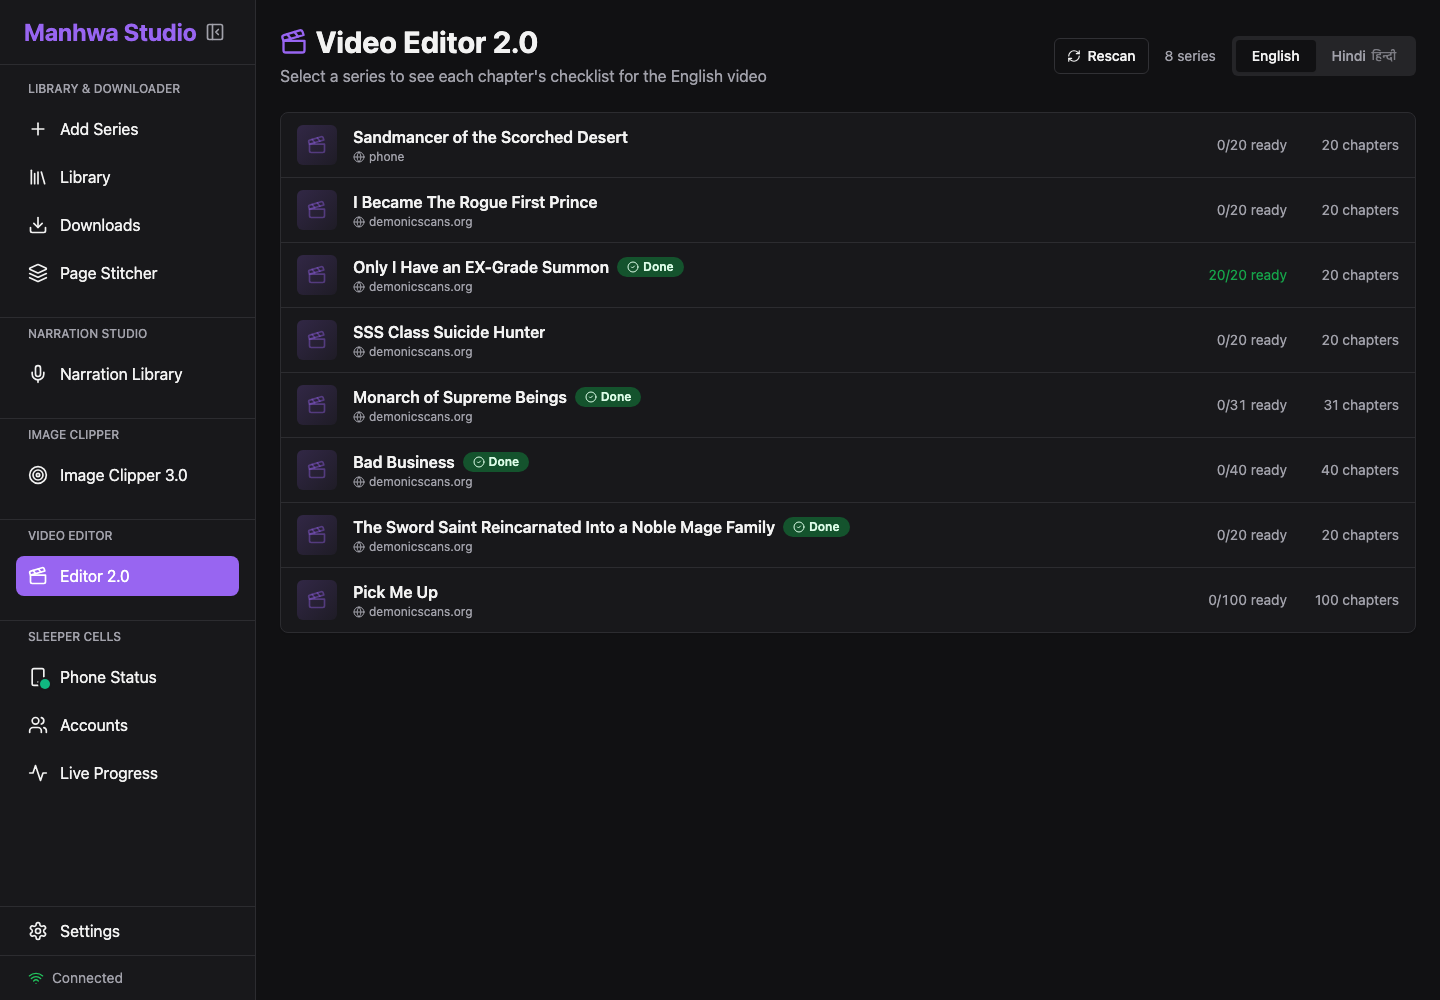 Manhwa Studio
LIBRARY & DOWNLOADER
Add Series
Library
Downloads
Page Stitcher
NARRATION STUDIO
Narration Library
IMAGE CLIPPER
Image Clipper 3.0
VIDEO EDITOR
Editor 2.0
SLEEPER CELLS
Phone Status
Accounts
Live Progress
Settings
Connected
Video Editor 2.0
Select a series to see each chapter's checklist for the English video
Rescan 8 series English Hindi हिन्दी
Sandmancer of the Scorched Desert
phone
0/20 ready 20 chapters
I Became The Rogue First Prince
demonicscans.org
0/20 ready 20 chapters
Only I Have an EX-Grade Summon Done
demonicscans.org
20/20 ready 20 chapters
SSS Class Suicide Hunter
demonicscans.org
0/20 ready 20 chapters
Monarch of Supreme Beings Done
demonicscans.org
0/31 ready 31 chapters
Bad Business Done
demonicscans.org
0/40 ready 40 chapters
The Sword Saint Reincarnated Into a Noble Mage Family Done
demonicscans.org
0/20 ready 20 chapters
Pick Me Up
demonicscans.org
0/100 ready 100 chapters